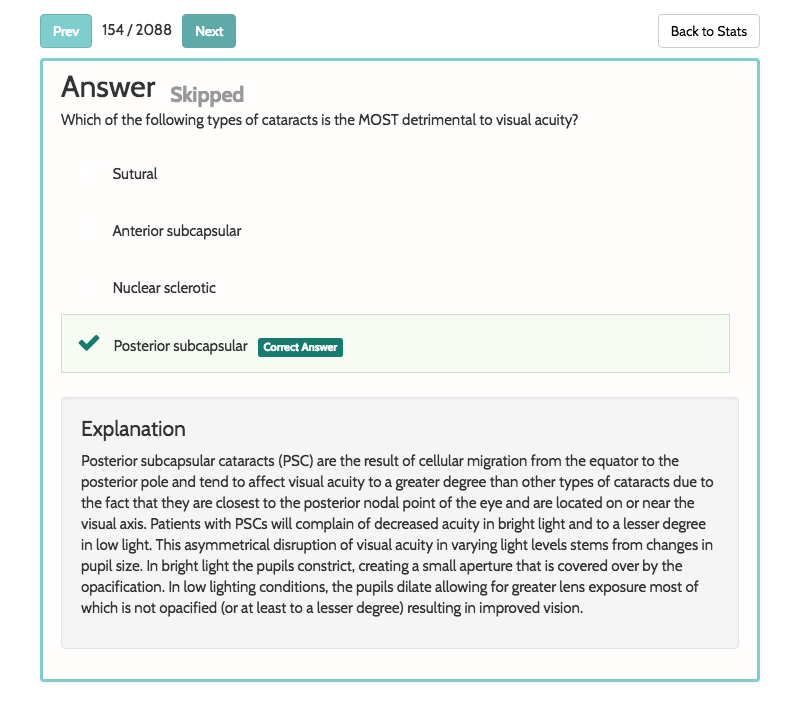 Prev 154 / 2088 Next Back to Stats
Answer Skipped
Which of the following types of cataracts is the MOST detrimental to visual acuity?
Sutural
Anterior subcapsular
Nuclear sclerotic
Posterior subcapsular Correct Answer
Explanation
Posterior subcapsular cataracts (PSC) are the result of cellular migration from the equator to the
posterior pole and tend to affect visual acuity to a greater degree than other types of cataracts due to
the fact that they are closest to the posterior nodal point of the eye and are located on or near the
visual axis. Patients with PSCs will complain of decreased acuity in bright light and to a lesser degree
in low light. This asymmetrical disruption of visual acuity in varying light levels stems from changes in
pupil size. In bright light the pupils constrict, creating a small aperture that is covered over by the
opacification. In low lighting conditions, the pupils dilate allowing for greater lens exposure most of
which is not opacified (or at least to a lesser degree) resulting in improved vision.